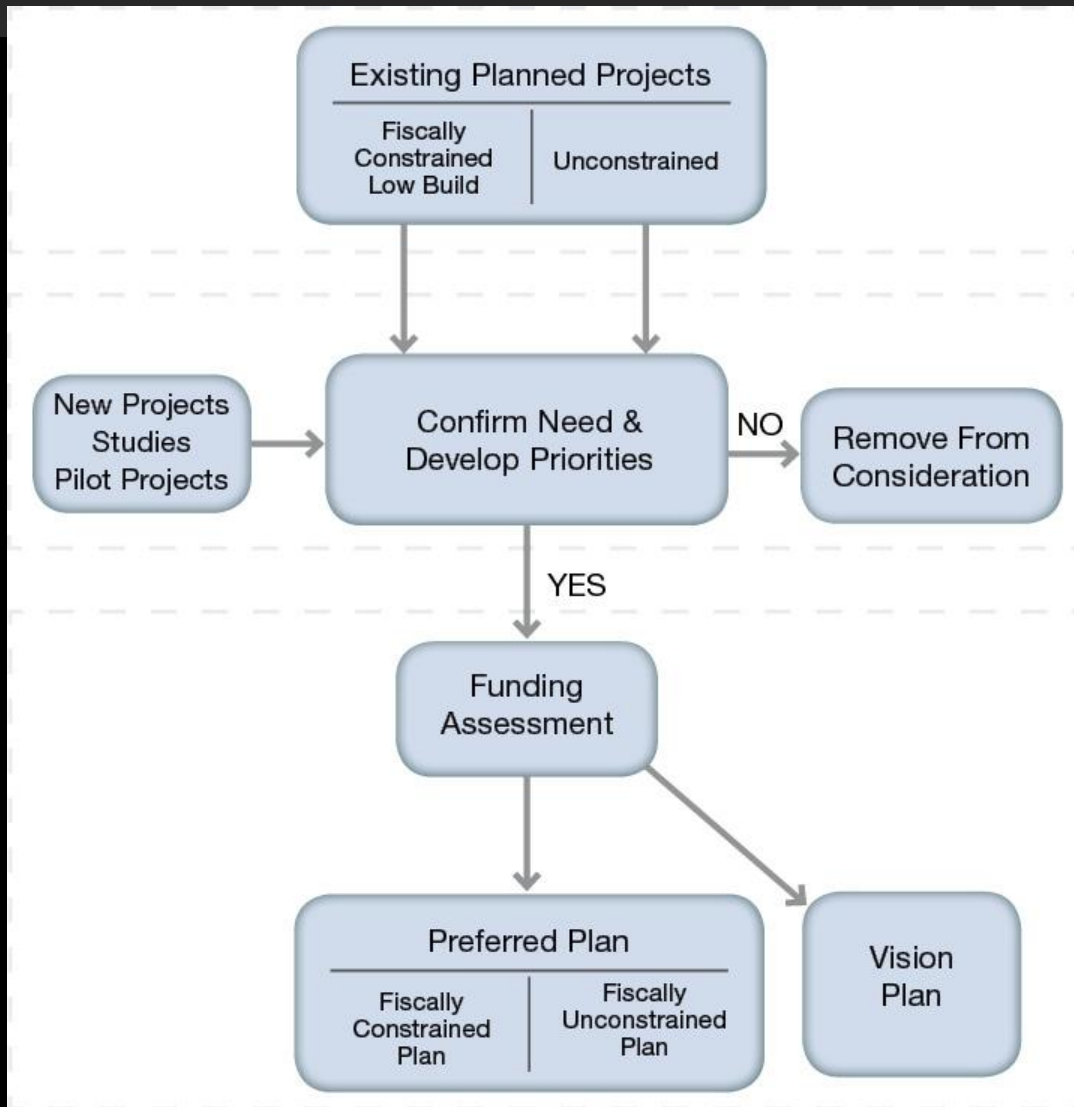 Existing Planned Projects
Fiscally
Constrained
Low Build
Unconstrained
New Projects
Studies
Pilot Projects
Confirm Need &
Develop Priorities
NO
Remove From
Consideration
YES
Funding
Assessment
Preferred Plan
Fiscally
Constrained
Plan
Fiscally
Unconstrained
Plan
Vision
Plan